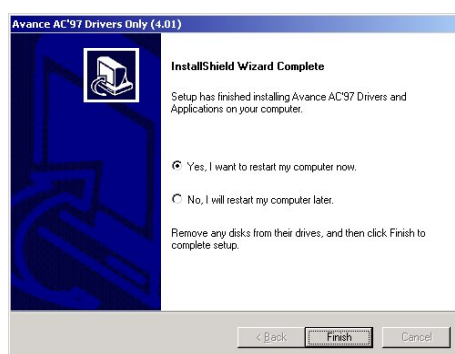 Avance AC'97 Drivers Only (4.01)
InstallShield Wizard Complete
Setup has finished installing Avance AC'97 Drivers and
Applications on your computer.
Yes, I want to restart my computer now.
No, I will restart my computer later.
Remove any disks from their drives, and then click Finish to
complete setup.
< Back
Finish
Cancel